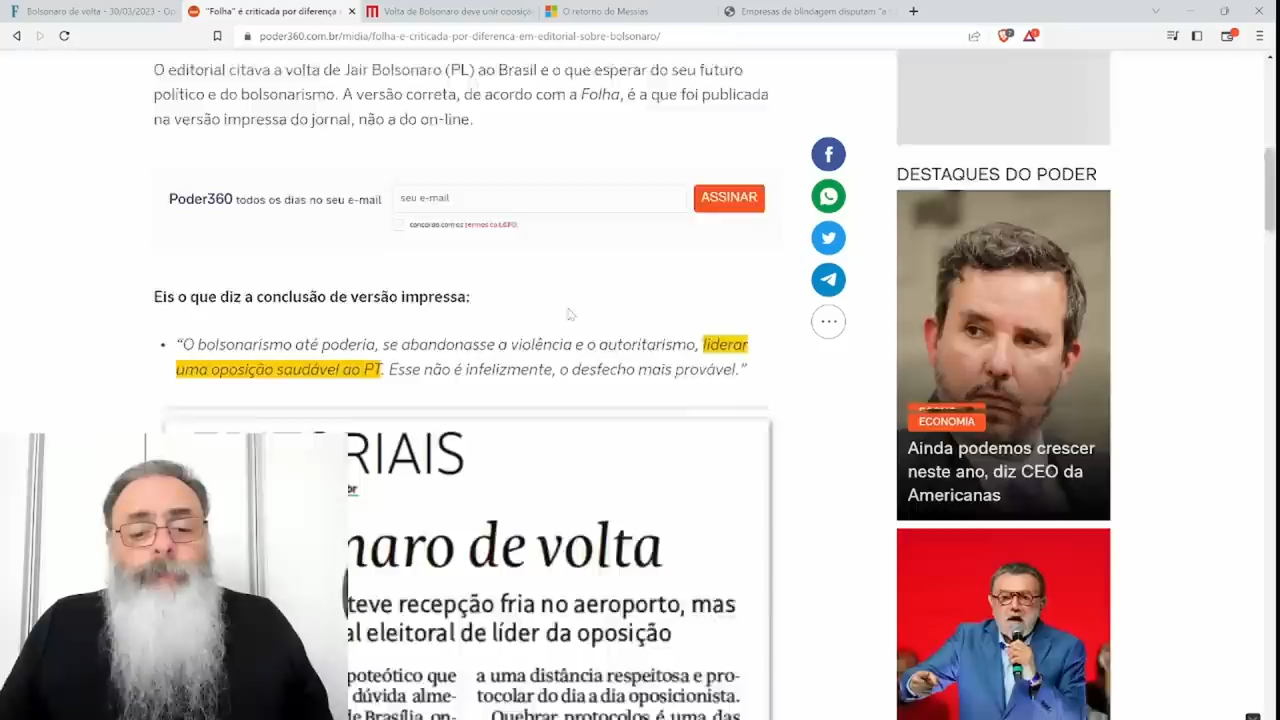 Bolsonaro de volta - 30/03/2023 - Op
"Folha" é criticada por diferença
Volta de Bolsonaro deve unir oposiç
O retorno do Messias
Empresas de blindagem disputam "a
poder360.com.br/midia/folha-e-criticada-por-diferenca-em-editorial-sobre-bolsonaro/
O editorial citava a volta de Jair Bolsonaro (PL) ao Brasil e o que esperar do seu futuro
político e do bolsonarismo. A versão correta, de acordo com a Folha, é a que foi publicada
na versão impressa do jornal, não a do on-line.
Poder360 todos os dias no seu e-mail
seu e-mail
ASSINAR
concordo com os termos da LGPD.
Eis o que diz a conclusão de versão impressa:
• "O bolsonarismo até poderia, se abandonasse a violência e o autoritarismo, liderar
uma oposição saudável ao PT. Esse não é infelizmente, o desfecho mais provável."
RIAIS
br
naro de volta
teve recepção fria no aeroporto, mas
al eleitoral de líder da oposição
poteótico que
dúvida alme-
de Brasília, on-
a uma distância respeitosa e pro-
tocolar do dia a dia oposicionista.
Quebrar protocolos é uma das
DESTAQUES DO PODER
ECONOMIA
Ainda podemos crescer
neste ano, diz CEO da
Americanas